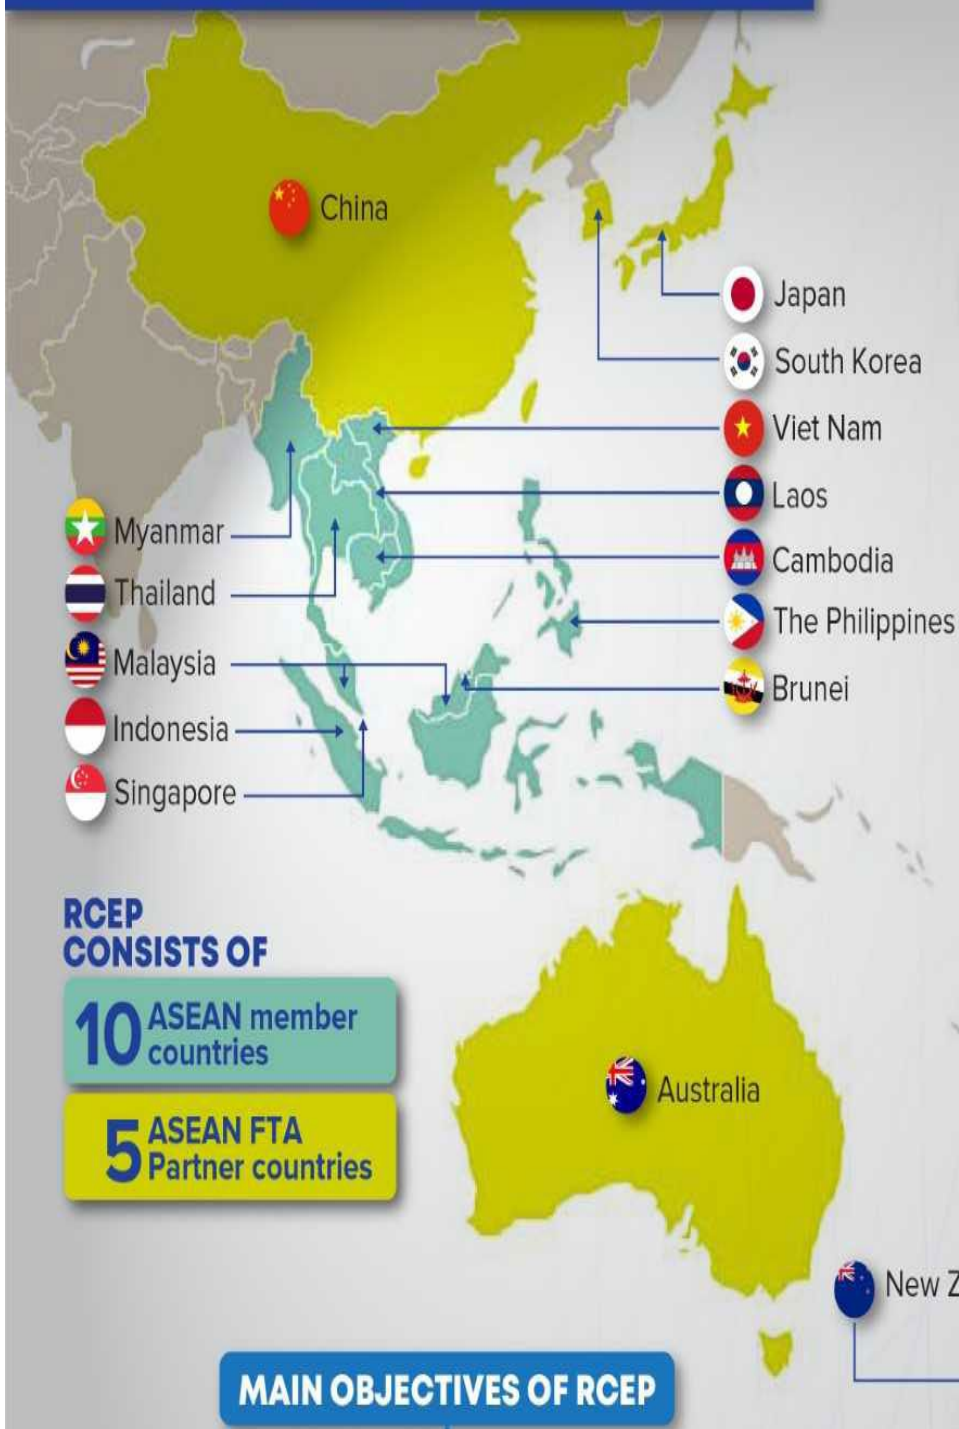 China
Japan
South Korea
Viet Nam
Laos
Cambodia
The Philippines
Brunei
Myanmar
Thailand
Malaysia
Indonesia
Singapore
RCEP
CONSISTS OF
10 ASEAN member
countries
5 ASEAN FTA
Partner countries
Australia
New Z
MAIN OBJECTIVES OF RCEP